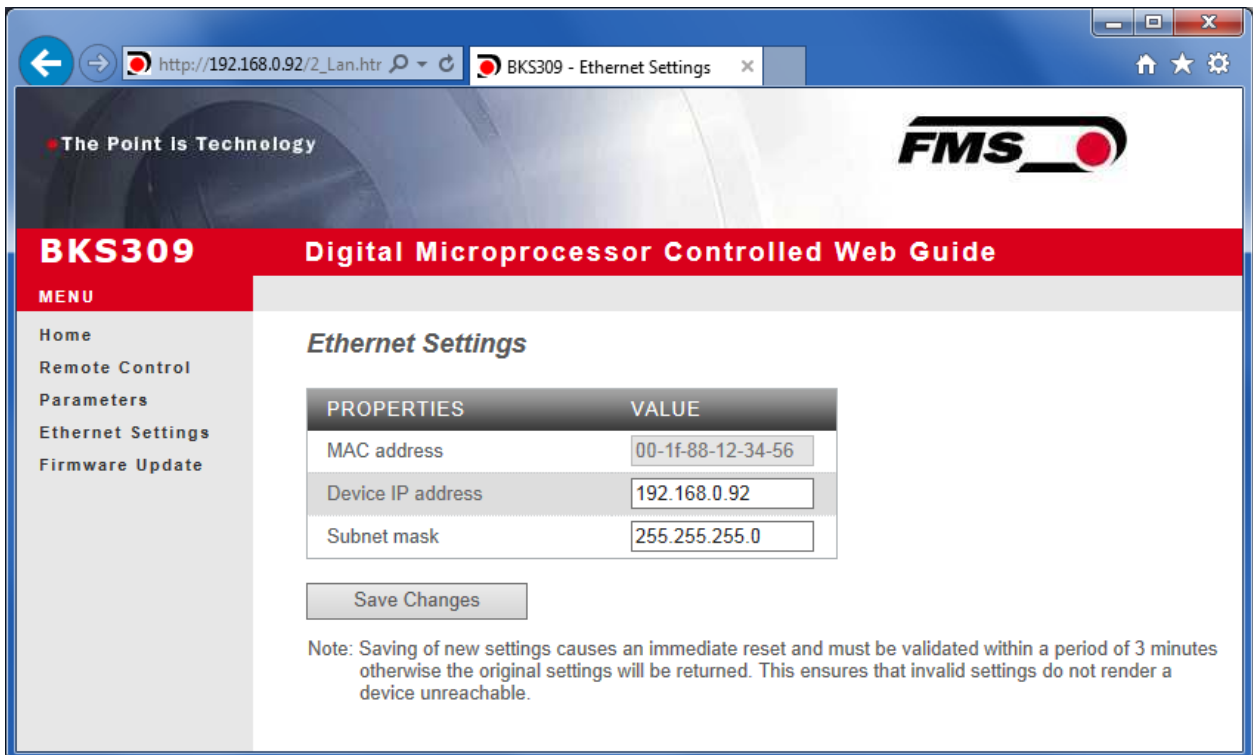 http://192.168.0.92/2_Lan.htr
BKS309 - Ethernet Settings
The Point is Technology
FMS
BKS309
Digital Microprocessor Controlled Web Guide
MENU
Home
Remote Control
Parameters
Ethernet Settings
Firmware Update
Ethernet Settings
PROPERTIES VALUE
MAC address 00-1f-88-12-34-56
Device IP address 192.168.0.92
Subnet mask 255.255.255.0
Save Changes
Note: Saving of new settings causes an immediate reset and must be validated within a period of 3 minutes
otherwise the original settings will be returned. This ensures that invalid settings do not render a
device unreachable.